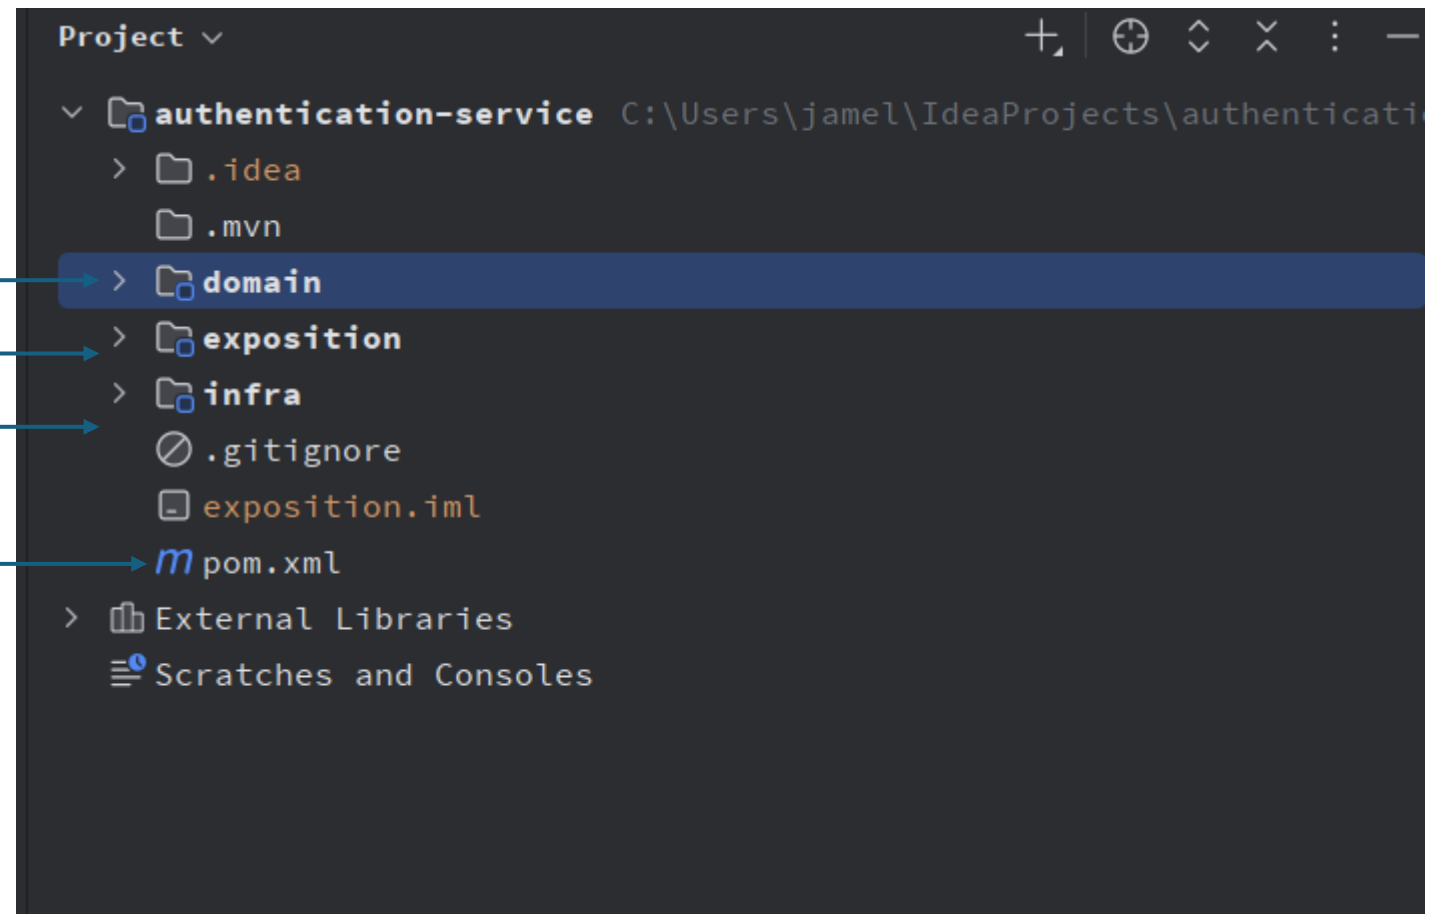 Project
authentication-service C:\Users\jamel\IdeaProjects\authenticati
.idea
.mvn
domain
exposition
infra
.gitignore
exposition.iml
m pom.xml
External Libraries
Scratches and Consoles